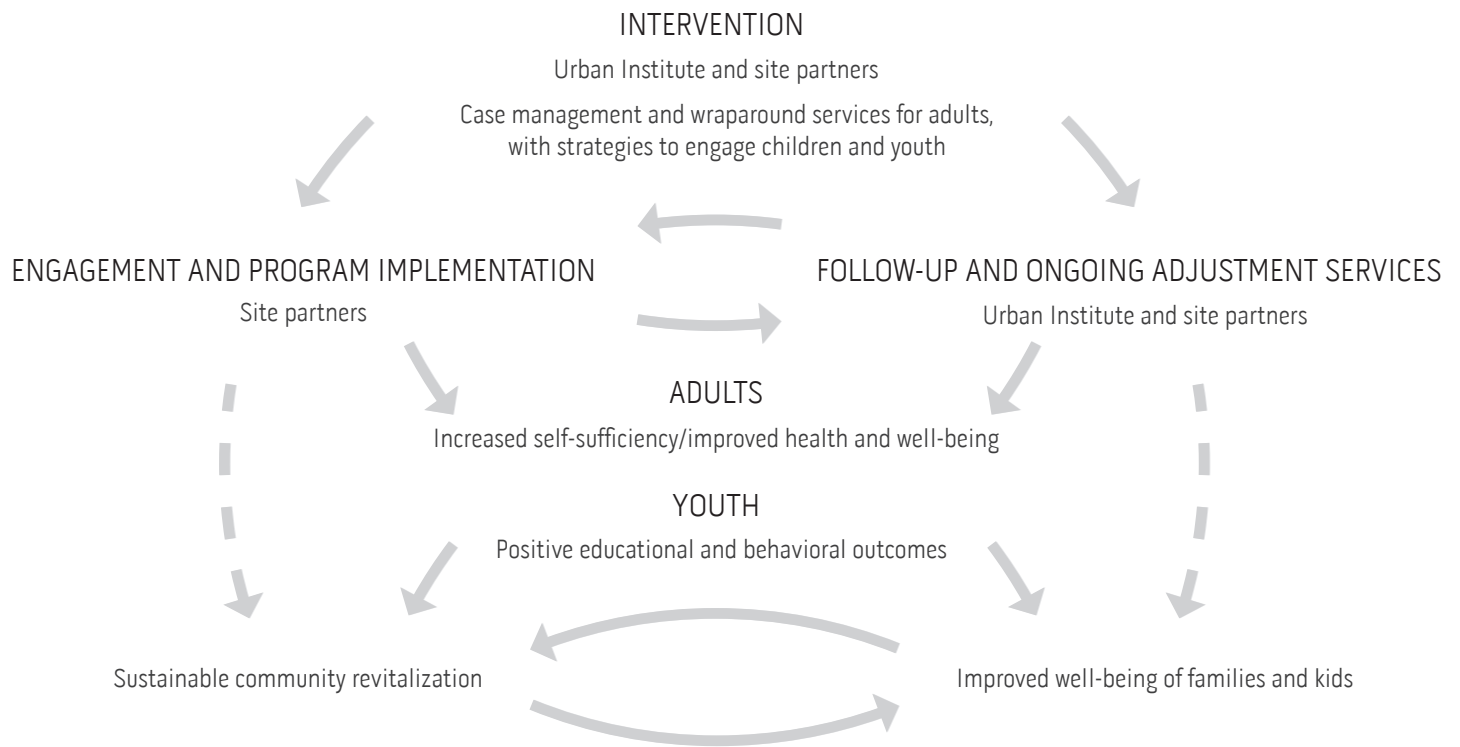 INTERVENTION
Urban Institute and site partners
Case management and wraparound services for adults,
with strategies to engage children and youth
ENGAGEMENT AND PROGRAM IMPLEMENTATION
Site partners
FOLLOW-UP AND ONGOING ADJUSTMENT SERVICES
Urban Institute and site partners
ADULTS
Increased self-sufficiency/improved health and well-being
YOUTH
Positive educational and behavioral outcomes
Sustainable community revitalization
Improved well-being of families and kids